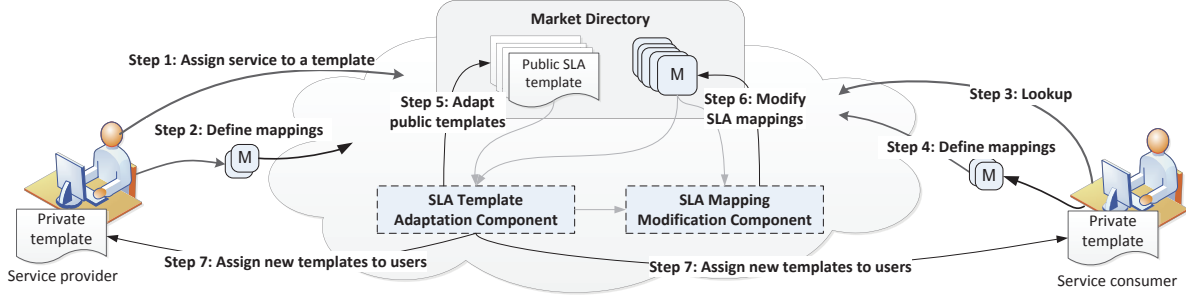 Market Directory
Step 1: Assign service to a template
Public SLA
template
M
Step 5: Adapt
public templates
Step 6: Modify
SLA mappings
Step 3: Lookup
Step 2: Define mappings
M
Step 4: Define mappings
M
SLA Template
Adaptation Component
SLA Mapping
Modification Component
Private
template
Private
template
Step 7: Assign new templates to users
Step 7: Assign new templates to users
Service provider
Service consumer